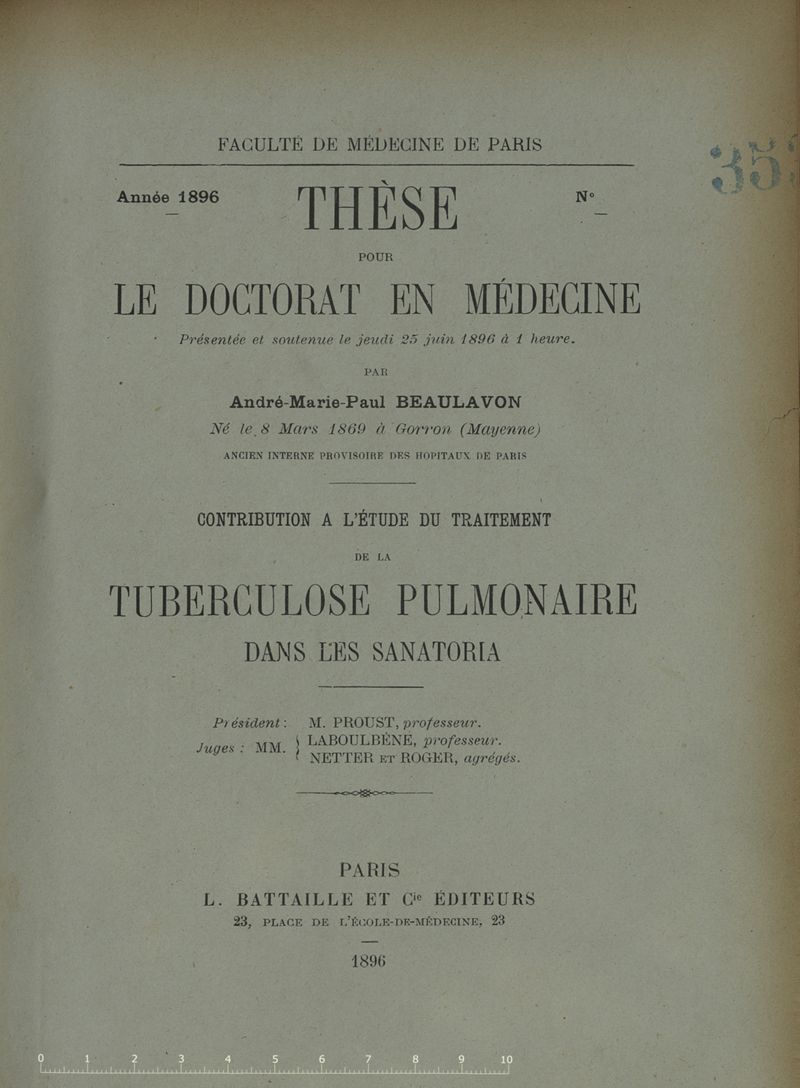 FACULTÉ DE MÉDECINE DE PARIS
Année 1896
THÈSE
N°
POUR
LE DOCTORAT EN MÉDECINE
Présentée et soutenue le jeudi 25 juin 1896 à 1 heure.
PAR
André-Marie-Paul BEAULAVON
Né le 8 Mars 1869 à Gorron (Mayenne)
ANCIEN INTERNE PROVISOIRE DES HOPITAUX DE PARIS
CONTRIBUTION A L'ÉTUDE DU TRAITEMENT
DE LA
TUBERCULOSE PULMONAIRE
DANS LES SANATORIA
Président : M. PROUST, professeur.
Juges : MM. LABOULBÈNE, professeur.
NETTER ET ROGER, agrégés.
PARIS
L. BATTAILLE ET Cie ÉDITEURS
23, PLACE DE L'ÉCOLE-DE-MÉDECINE, 23
1896
0 1 2 3 4 5 6 7 8 9 10